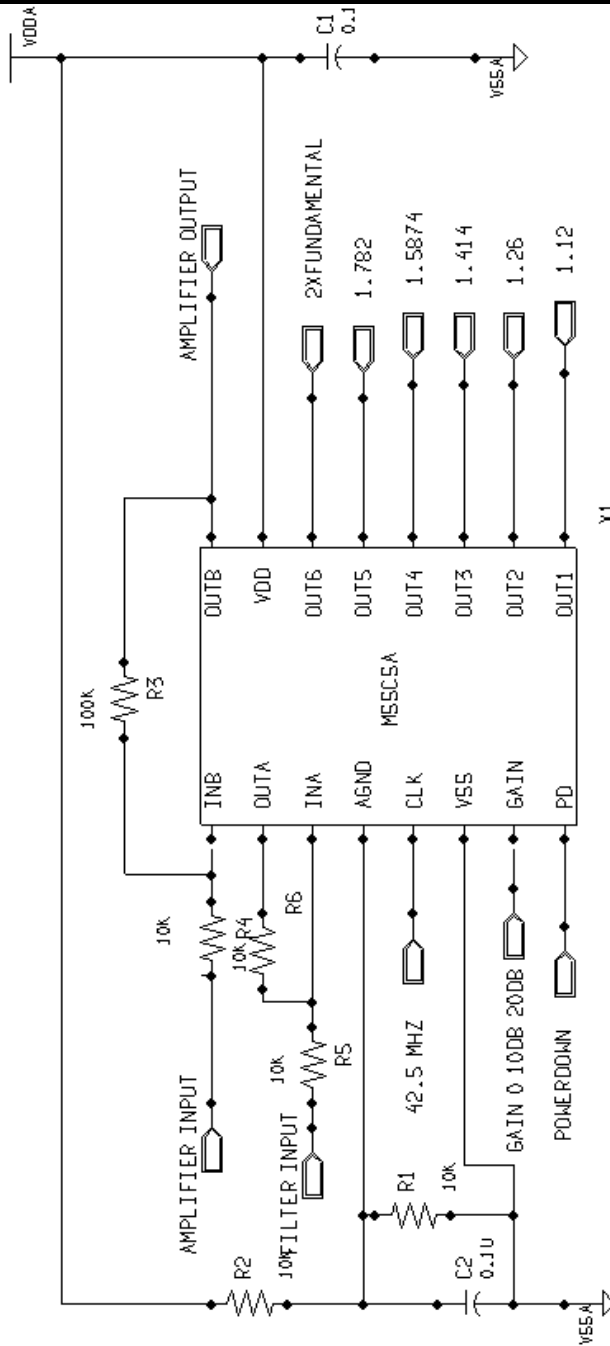 VDDA
C1
0.1
VSSA
AMPLIFIER OUTPUT
2XFUNDAMENTAL
1.782
1.5874
1.414
1.26
1.12
100K
R3
OUTB
VDD
OUT6
OUT5
OUT4
OUT3
OUT2
OUT1
X1
MSSC5A
INB
OUTA
INA
AGND
CLK
VSS
GAIN
PD
10K
R4
10K
R6
10K
R5
AMPLIFIER INPUT
FILTER INPUT
42.5 MHZ
GAIN 0 10DB 20DB
POWERDOWN
R2
10K
R1
10K
C2
0.1U
VSSA